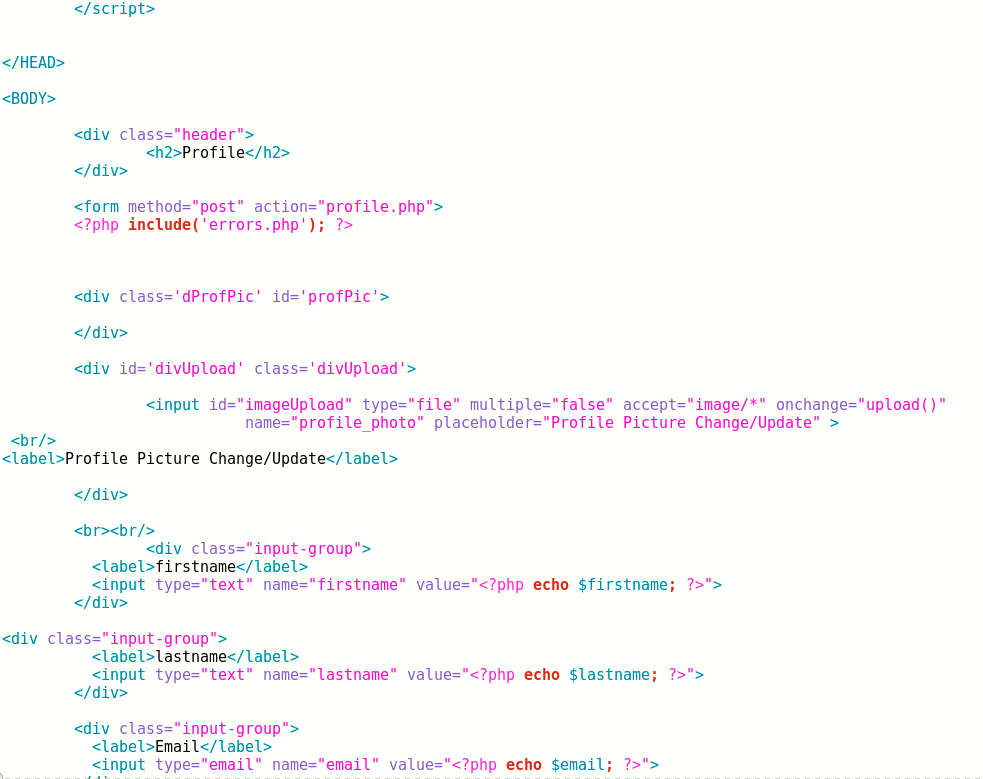 </script>
</HEAD>
<BODY>
<div class="header">
<h2>Profile</h2>
</div>
<form method="post" action="profile.php">
<?php include('errors.php'); ?>
<div class='dProfPic' id='profPic'>
</div>
<div id='divUpload' class='divUpload'>
<input id="imageUpload" type="file" multiple="false" accept="image/*" onchange="upload()"
name="profile_photo" placeholder="Profile Picture Change/Update" >
<br/>
<label>Profile Picture Change/Update</label>
</div>
<br><br/>
<div class="input-group">
<label>firstname</label>
<input type="text" name="firstname" value="<?php echo $firstname; ?>">
</div>
<div class="input-group">
<label>lastname</label>
<input type="text" name="lastname" value="<?php echo $lastname; ?>">
</div>
<div class="input-group">
<label>Email</label>
<input type="email" name="email" value="<?php echo $email; ?>">